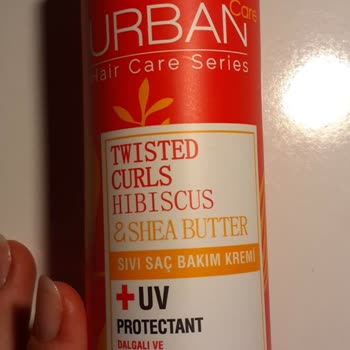 URBAN Care
Hair Care Series
TWISTED
CURLS
HIBISCUS
& SHEA BUTTER
SIVI SAÇ BAKIM KREMİ
+UV
PROTECTANT
DALGALI VE